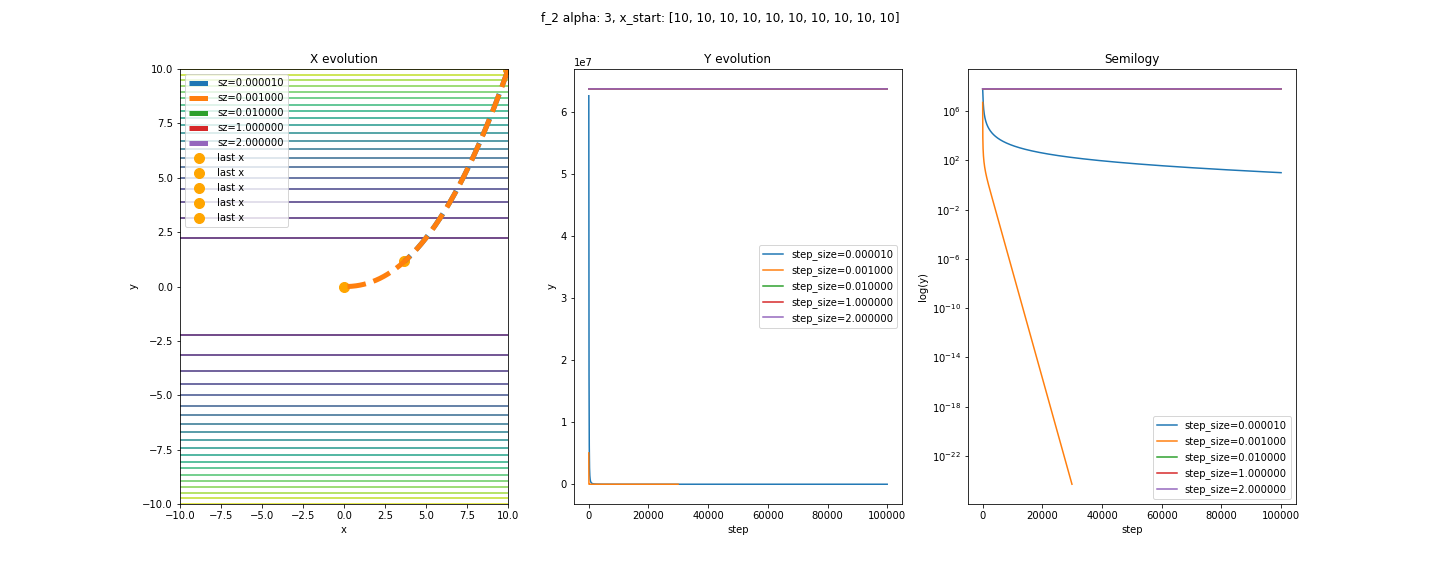 f_2 alpha: 3, x_start: [10, 10, 10, 10, 10, 10, 10, 10, 10, 10]
X evolution
10.0
7.5
5.0
2.5
0.0
−2.5
−5.0
−7.5
−10.0
y
sz=0.000010
sz=0.001000
sz=0.010000
sz=1.000000
sz=2.000000
last x
last x
last x
last x
last x
−10.0 −7.5 −5.0 −2.5 0.0 2.5 5.0 7.5 10.0
x
Y evolution
1e7
6
5
4
3
2
1
0
y
step_size=0.000010
step_size=0.001000
step_size=0.010000
step_size=1.000000
step_size=2.000000
0 20000 40000 60000 80000 100000
step
Semilogy
10^6
10^2
10^−2
10^−6
10^−10
10^−14
10^−18
10^−22
log(y)
step_size=0.000010
step_size=0.001000
step_size=0.010000
step_size=1.000000
step_size=2.000000
0 20000 40000 60000 80000 100000
step